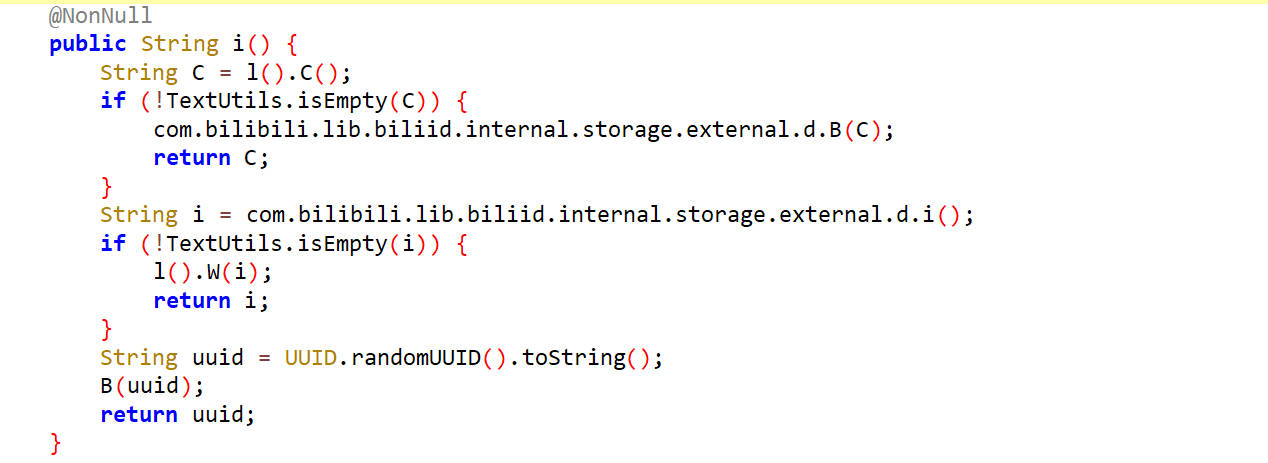 @NonNull
public String i() {
    String C = l().C();
    if (!TextUtils.isEmpty(C)) {
        com.bilibili.lib.biliid.internal.storage.external.d.B(C);
        return C;
    }
    String i = com.bilibili.lib.biliid.internal.storage.external.d.i();
    if (!TextUtils.isEmpty(i)) {
        l().W(i);
        return i;
    }
    String uuid = UUID.randomUUID().toString();
    B(uuid);
    return uuid;
}